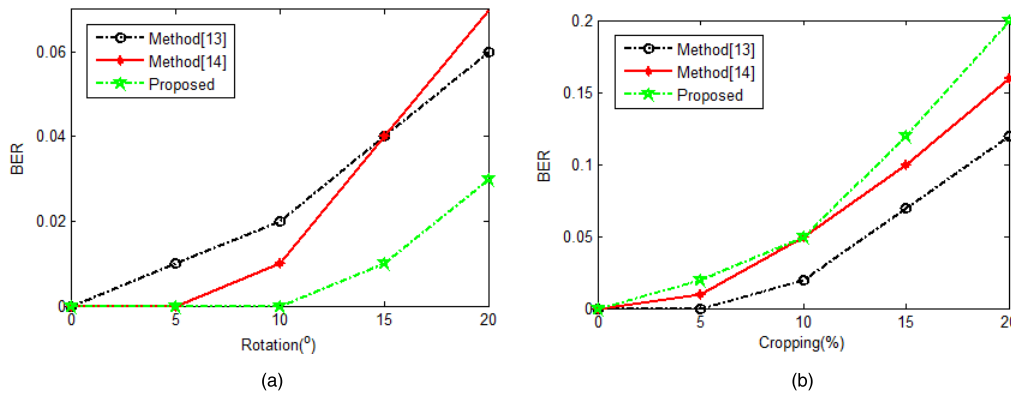 0.06
0.04
0.02
0
BER
Method[13]
Method[14]
Proposed
0 5 10 15 20
Rotation(°)
(a)
0.2
0.15
0.1
0.05
0
BER
Method[13]
Method[14]
Proposed
0 5 10 15 20
Cropping(%)
(b)